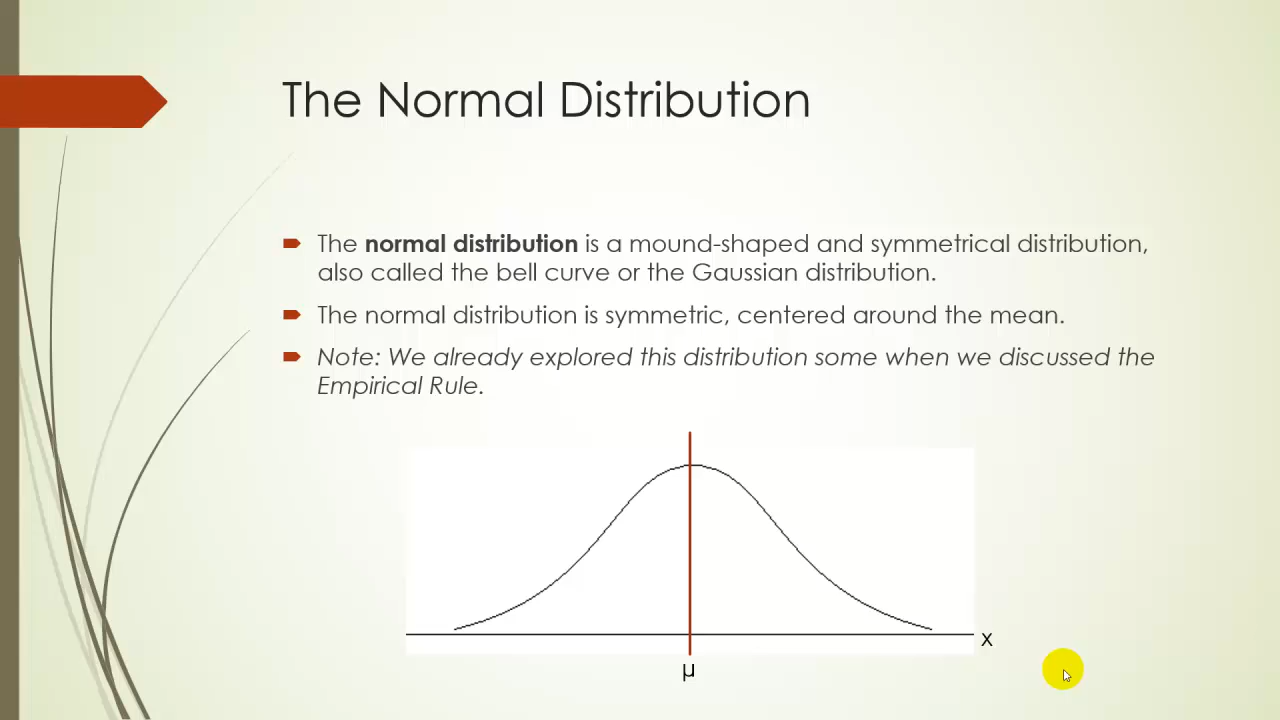 The Normal Distribution
The normal distribution is a mound-shaped and symmetrical distribution,
also called the bell curve or the Gaussian distribution.
The normal distribution is symmetric, centered around the mean.
Note: We already explored this distribution some when we discussed the
Empirical Rule.
x
μ